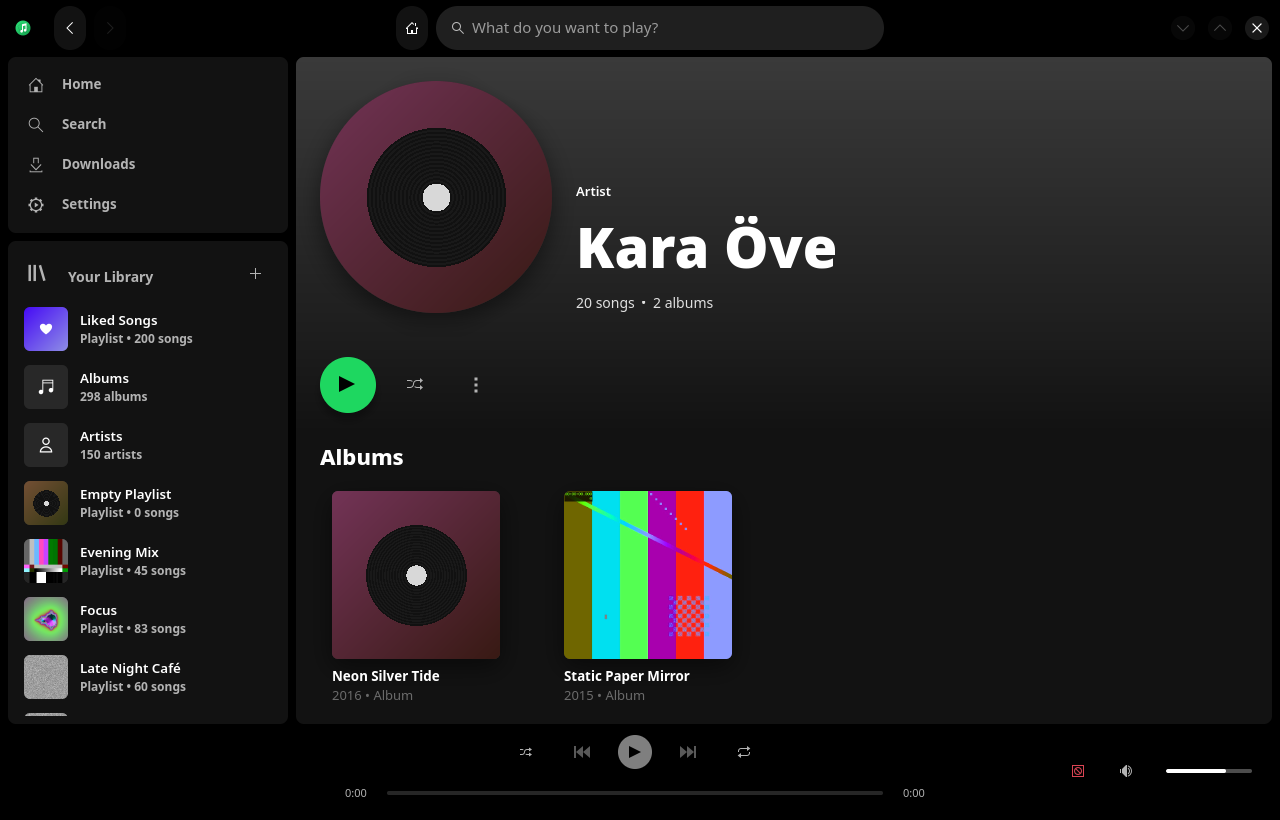 What do you want to play?
Home
Search
Downloads
Settings
Your Library
Liked Songs
Playlist • 200 songs
Albums
298 albums
Artists
150 artists
Empty Playlist
Playlist • 0 songs
Evening Mix
Playlist • 45 songs
Focus
Playlist • 83 songs
Late Night Café
Playlist • 60 songs
Artist
Kara Öve
20 songs • 2 albums
Albums
Neon Silver Tide
2016 • Album
Static Paper Mirror
2015 • Album
0:00
0:00